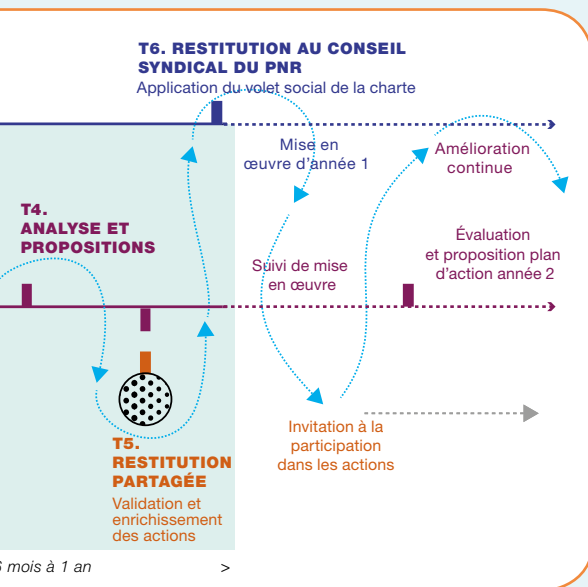 T6. RESTITUTION AU CONSEIL
SYNDICAL DU PNR
Application du volet social de la charte
Mise en
œuvre d’année 1
Amélioration
continue
T4.
ANALYSE ET
PROPOSITIONS
Suivi de mise
en œuvre
Évaluation
et proposition plan
d’action année 2
T5.
RESTITUTION
PARTAGÉE
Validation et
enrichissement
des actions
Invitation à la
participation
dans les actions
6 mois à 1 an >